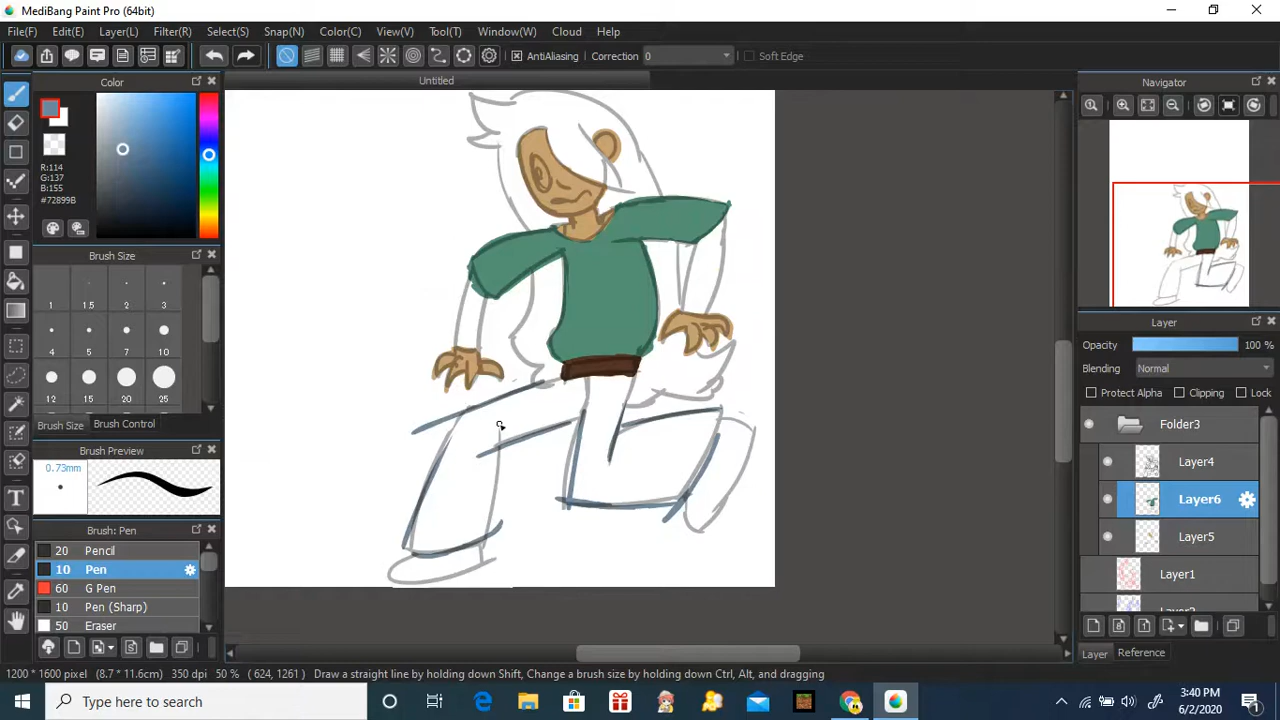 MediBang Paint Pro (64bit)
File(F) Edit(E) Layer(L) Filter(R) Select(S) Snap(N) Color(C) View(V) Tool(T) Window(W) Cloud Help
AntiAliasing Correction 0 Soft Edge
Color
Untitled
Navigator
R:114
G:137
B:155
#72899B
Brush Size
1 1.5 2 3
4 5 7 10
12 15 20 25
Brush Size Brush Control
Brush Preview
0.73mm
Brush: Pen
20 Pencil
10 Pen
60 G Pen
10 Pen (Sharp)
50 Eraser
Layer
Opacity 100 %
Blending Normal
Protect Alpha Clipping Lock
Folder3
Layer4
Layer6
Layer5
Layer1
Layer Reference
1200 * 1600 pixel (8.7 * 11.6cm) 350 dpi 50 % ( 624, 1261 ) Draw a straight line by holding down Shift, Change a brush size by holding down Ctrl, Alt, and dragging
Type here to search
3:40 PM
6/2/2020